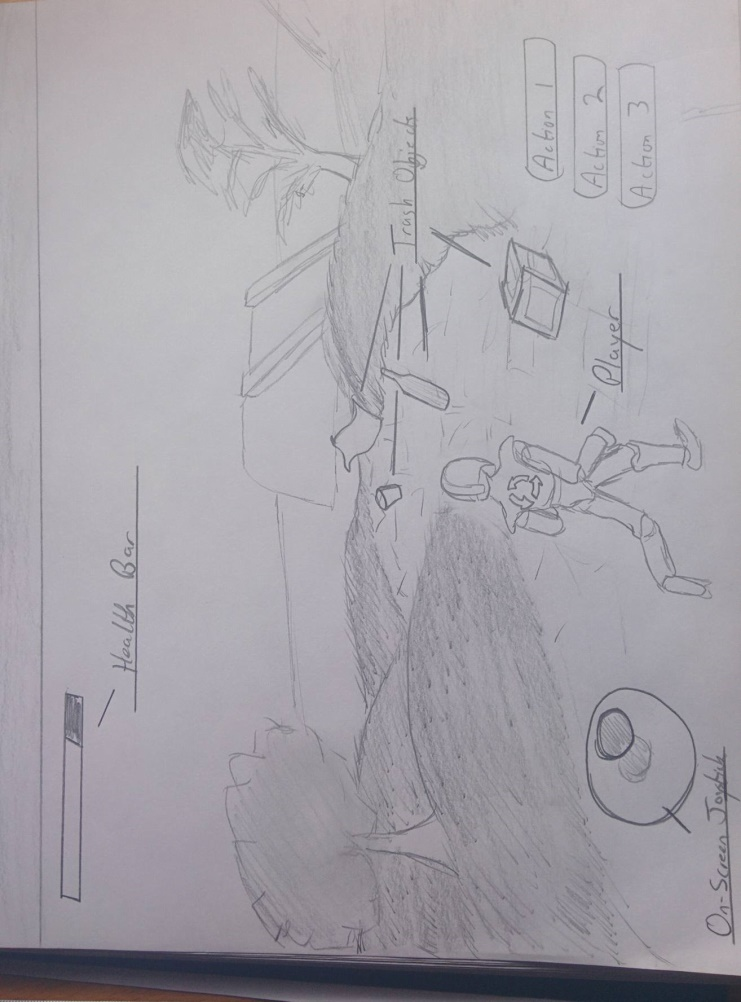 Health Bar
Trash Objects
Action 1
Action 2
Action 3
Player
On-Screen Joystick